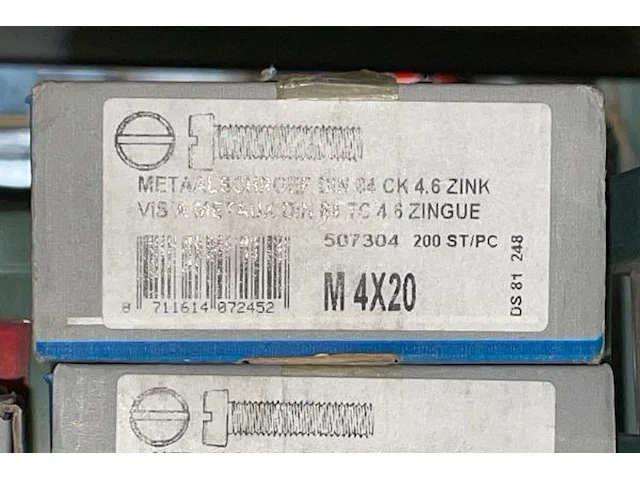 METAALSCHROEF DIN 84 CK 4.6 ZINK
VIS A METAUX DIN 84 TC 4.6 ZINGUE
507304 200 ST/PC
8 711614 072452
M 4X20
DS 81 248